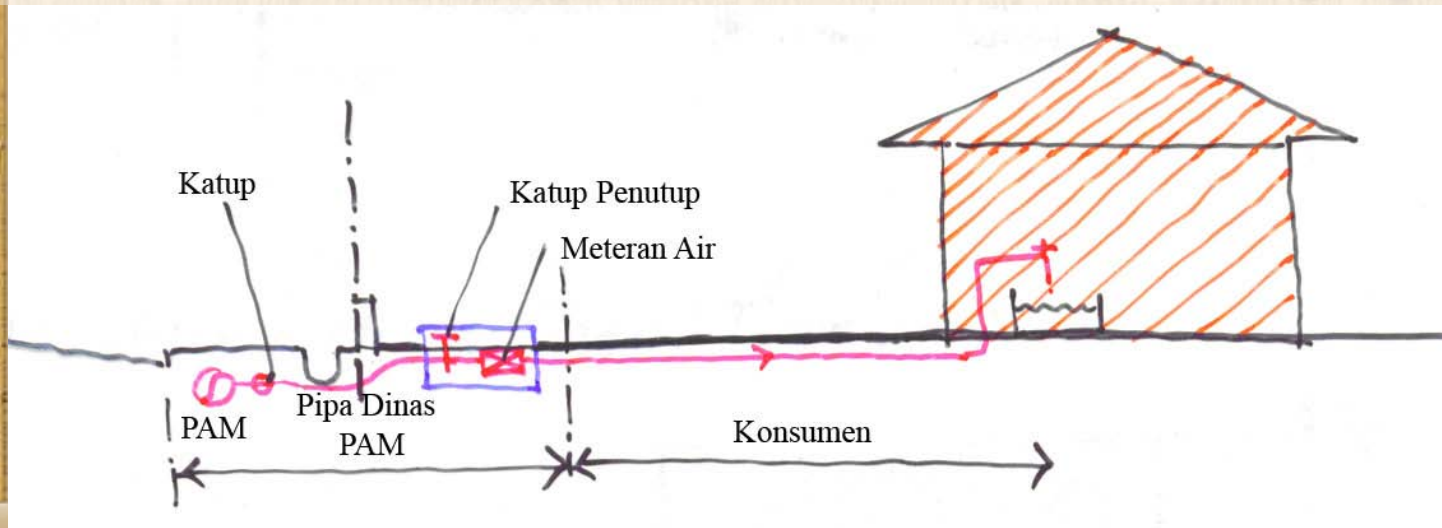 Katup
Katup Penutup
Meteran Air
Pipa Dinas
PAM
PAM
Konsumen